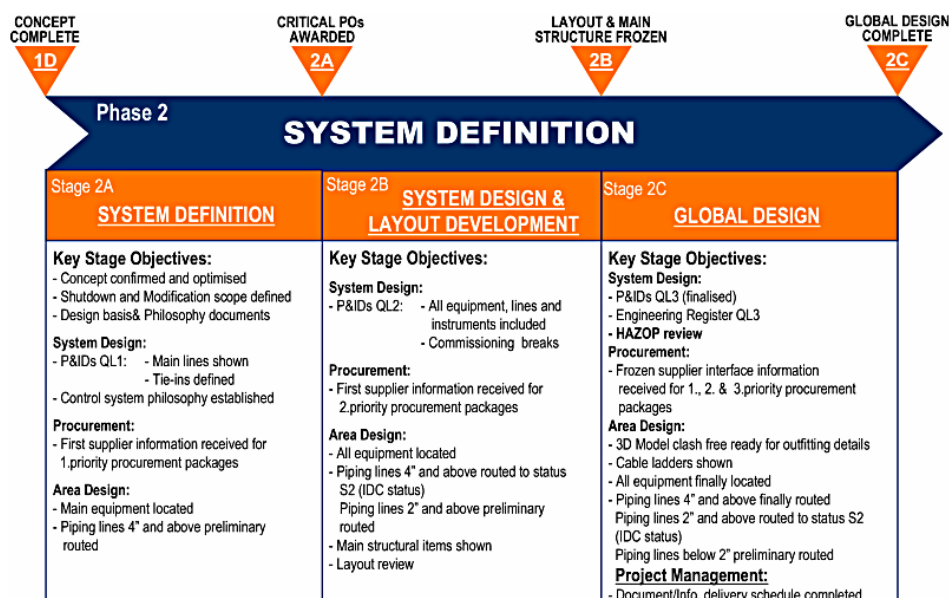 CONCEPT
COMPLETE
1D
CRITICAL POs
AWARDED
2A
LAYOUT & MAIN
STRUCTURE FROZEN
2B
GLOBAL DESIGN
COMPLETE
2C
Phase 2
SYSTEM DEFINITION
Stage 2A
SYSTEM DEFINITION
Key Stage Objectives:
- Concept confirmed and optimised
- Shutdown and Modification scope defined
- Design basis& Philosophy documents
System Design:
- P&IDs QL1: - Main lines shown
- Tie-ins defined
- Control system philosophy established
Procurement:
- First supplier information received for
1.priority procurement packages
Area Design:
- Main equipment located
- Piping lines 4" and above preliminary
routed
Stage 2B
SYSTEM DESIGN &
LAYOUT DEVELOPMENT
Key Stage Objectives:
System Design:
- P&IDs QL2: - All equipment, lines and
instruments included
- Commissioning breaks
Procurement:
- First supplier information received for
2.priority procurement packages
Area Design:
- All equipment located
- Piping lines 4" and above routed to status
S2 (IDC status)
Piping lines 2" and above preliminary
routed
- Main structural items shown
- Layout review
Stage 2C
GLOBAL DESIGN
Key Stage Objectives:
System Design:
- P&IDs QL3 (finalised)
- Engineering Register QL3
- HAZOP review
Procurement:
- Frozen supplier interface information
received for 1., 2. & 3.priority procurement
packages
Area Design:
- 3D Model clash free ready for outfitting details
- Cable ladders shown
- All equipment finally located
- Piping lines 4" and above finally routed
Piping lines 2" and above routed to status S2
(IDC status)
Piping lines below 2" preliminary routed
Project Management:
- Document/Info. delivery schedule completed